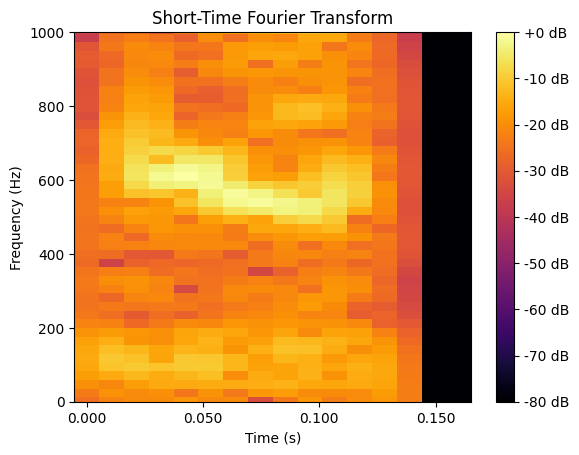 Short-Time Fourier Transform
1000
800
600
400
200
0
Frequency (Hz)
0.000
0.050
0.100
0.150
Time (s)
+0 dB
-10 dB
-20 dB
-30 dB
-40 dB
-50 dB
-60 dB
-70 dB
-80 dB